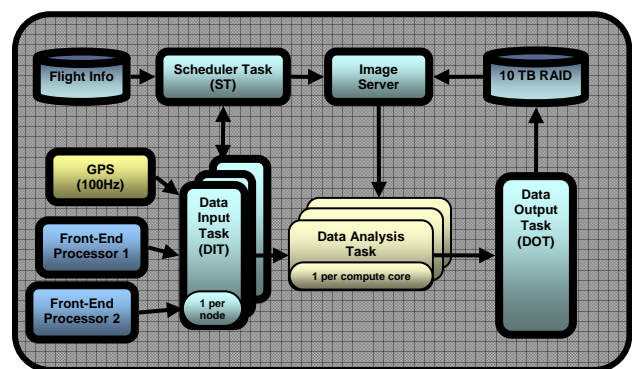 Flight Info
Scheduler Task
(ST)
Image
Server
10 TB RAID
GPS
(100Hz)
Front-End
Processor 1
Front-End
Processor 2
Data
Input
Task
(DIT)
1 per
node
Data Analysis
Task
1 per compute core
Data
Output
Task
(DOT)